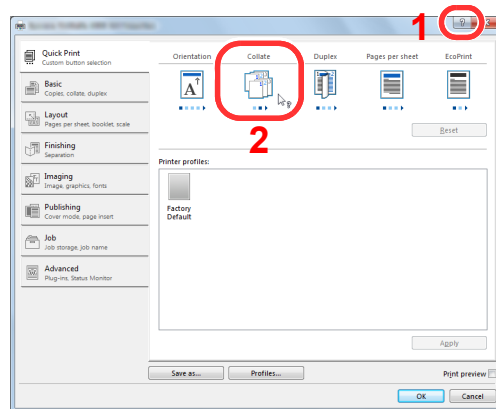 1
?
Quick Print
Custom button selection
Orientation
Collate
Duplex
Pages per sheet
EcoPrint
Basic
Copies, collate, duplex
A
?
Layout
Pages per sheet, booklet, scale
2
Reset
Finishing
Separation
Printer profiles:
Imaging
Image, graphics, fonts
Factory
Default
Publishing
Cover mode, page insert
Job
Job storage, job name
Advanced
Plug-ins, Status Monitor
Apply
Save as...
Profiles...
Print preview
OK
Cancel